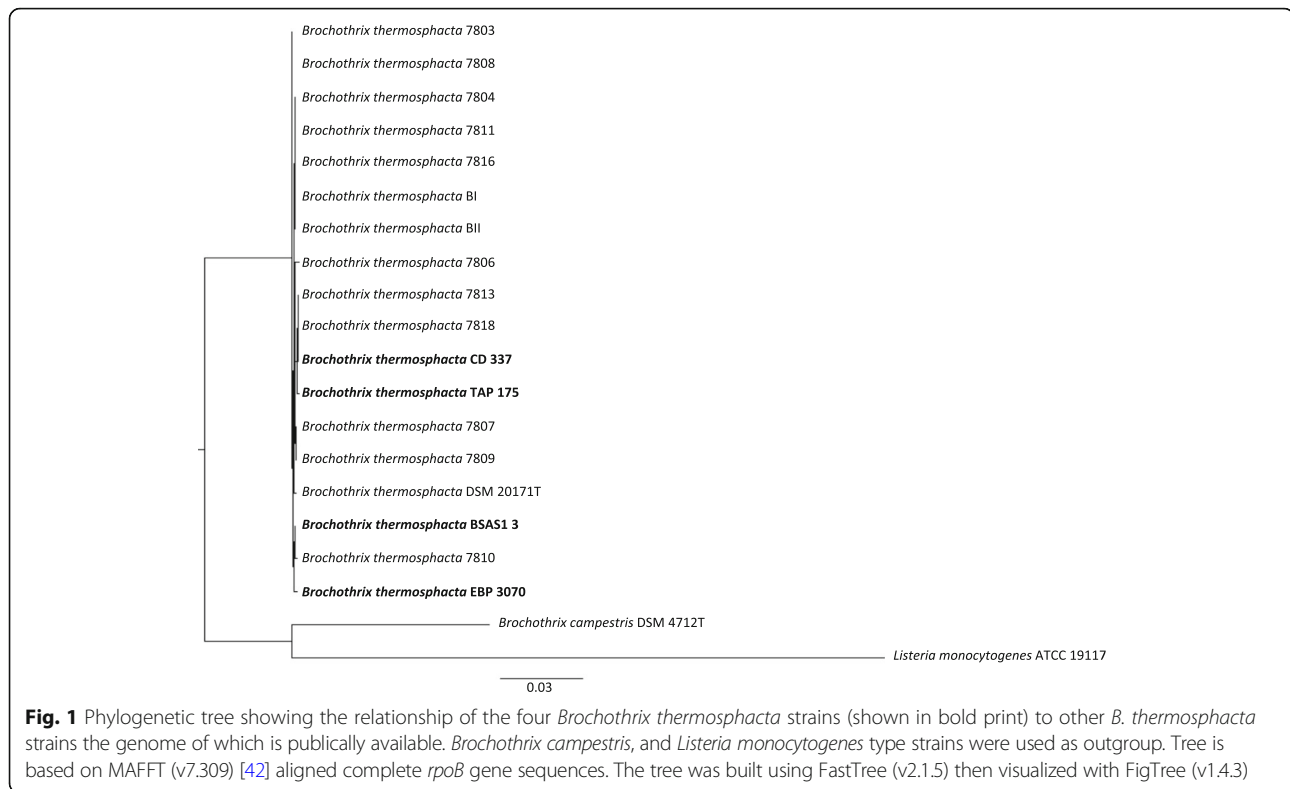 Brochothrix thermosphacta 7803
Brochothrix thermosphacta 7808
Brochothrix thermosphacta 7804
Brochothrix thermosphacta 7811
Brochothrix thermosphacta 7816
Brochothrix thermosphacta BI
Brochothrix thermosphacta BII
Brochothrix thermosphacta 7806
Brochothrix thermosphacta 7813
Brochothrix thermosphacta 7818
Brochothrix thermosphacta CD 337
Brochothrix thermosphacta TAP 175
Brochothrix thermosphacta 7807
Brochothrix thermosphacta 7809
Brochothrix thermosphacta DSM 20171T
Brochothrix thermosphacta BSAS1 3
Brochothrix thermosphacta 7810
Brochothrix thermosphacta EBP 3070
Brochothrix campestris DSM 4712T
Listeria monocytogenes ATCC 19117
0.03
Fig. 1 Phylogenetic tree showing the relationship of the four Brochothrix thermosphacta strains (shown in bold print) to other B. thermosphacta
strains the genome of which is publically available. Brochothrix campestris, and Listeria monocytogenes type strains were used as outgroup. Tree is
based on MAFFT (v7.309) [42] aligned complete rpoB gene sequences. The tree was built using FastTree (v2.1.5) then visualized with FigTree (v1.4.3)